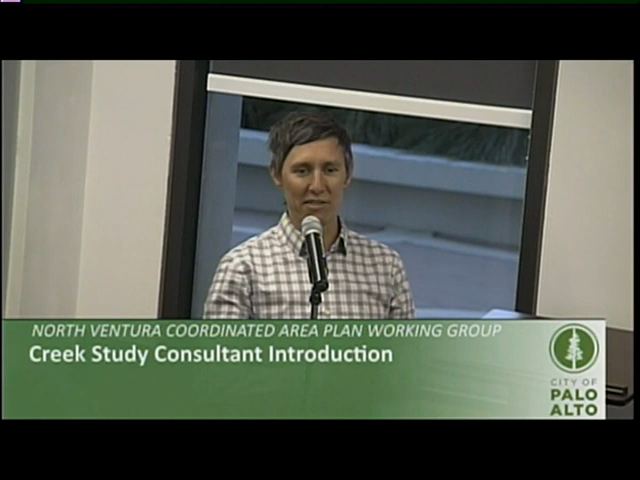 NORTH VENTURA COORDINATED AREA PLAN WORKING GROUP
Creek Study Consultant Introduction
CITY OF
PALO
ALTO